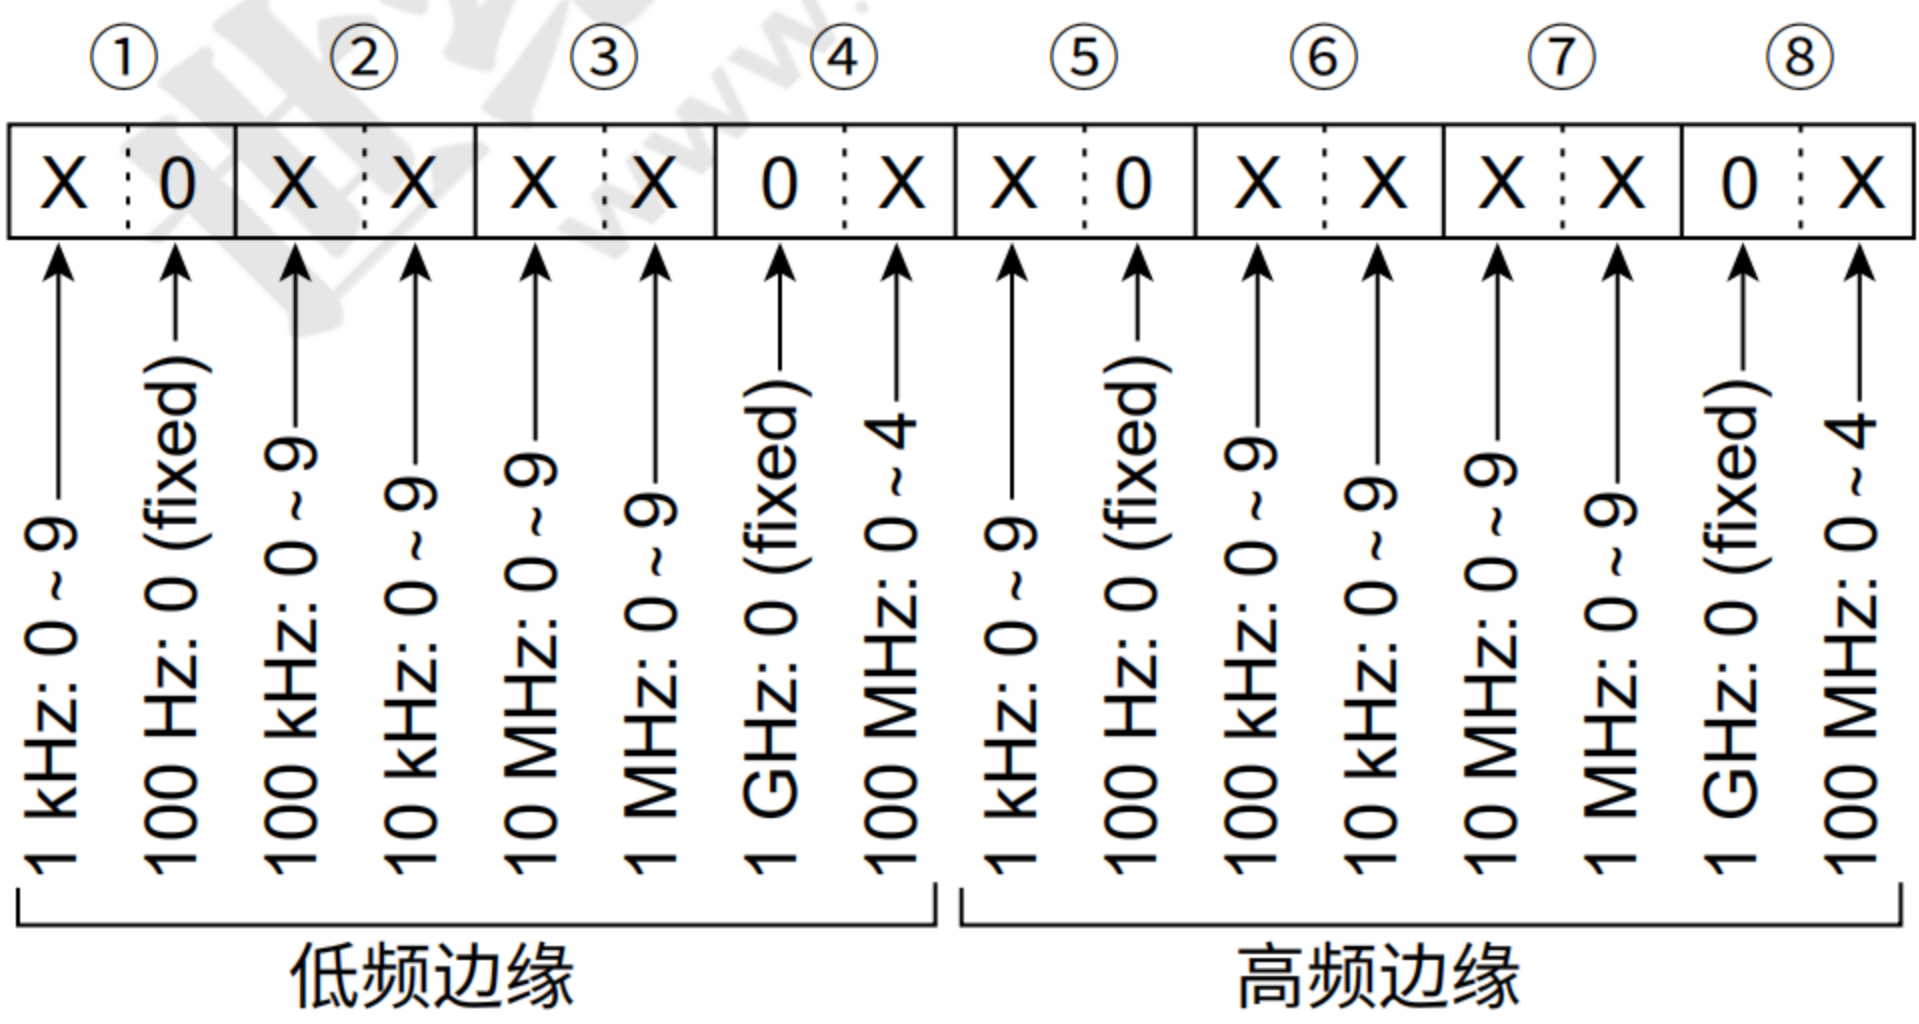 ① ② ③ ④ ⑤ ⑥ ⑦ ⑧
X 0 X X X X 0 X X 0 X X X X 0 X
1 kHz: 0 ~ 9
100 Hz: 0 (fixed)
100 kHz: 0 ~ 9
10 kHz: 0 ~ 9
10 MHz: 0 ~ 9
1 MHz: 0 ~ 9
1 GHz: 0 (fixed)
100 MHz: 0 ~ 4
1 kHz: 0 ~ 9
100 Hz: 0 (fixed)
100 kHz: 0 ~ 9
10 kHz: 0 ~ 9
10 MHz: 0 ~ 9
1 MHz: 0 ~ 9
1 GHz: 0 (fixed)
100 MHz: 0 ~ 4
低频边缘
高频边缘
www.